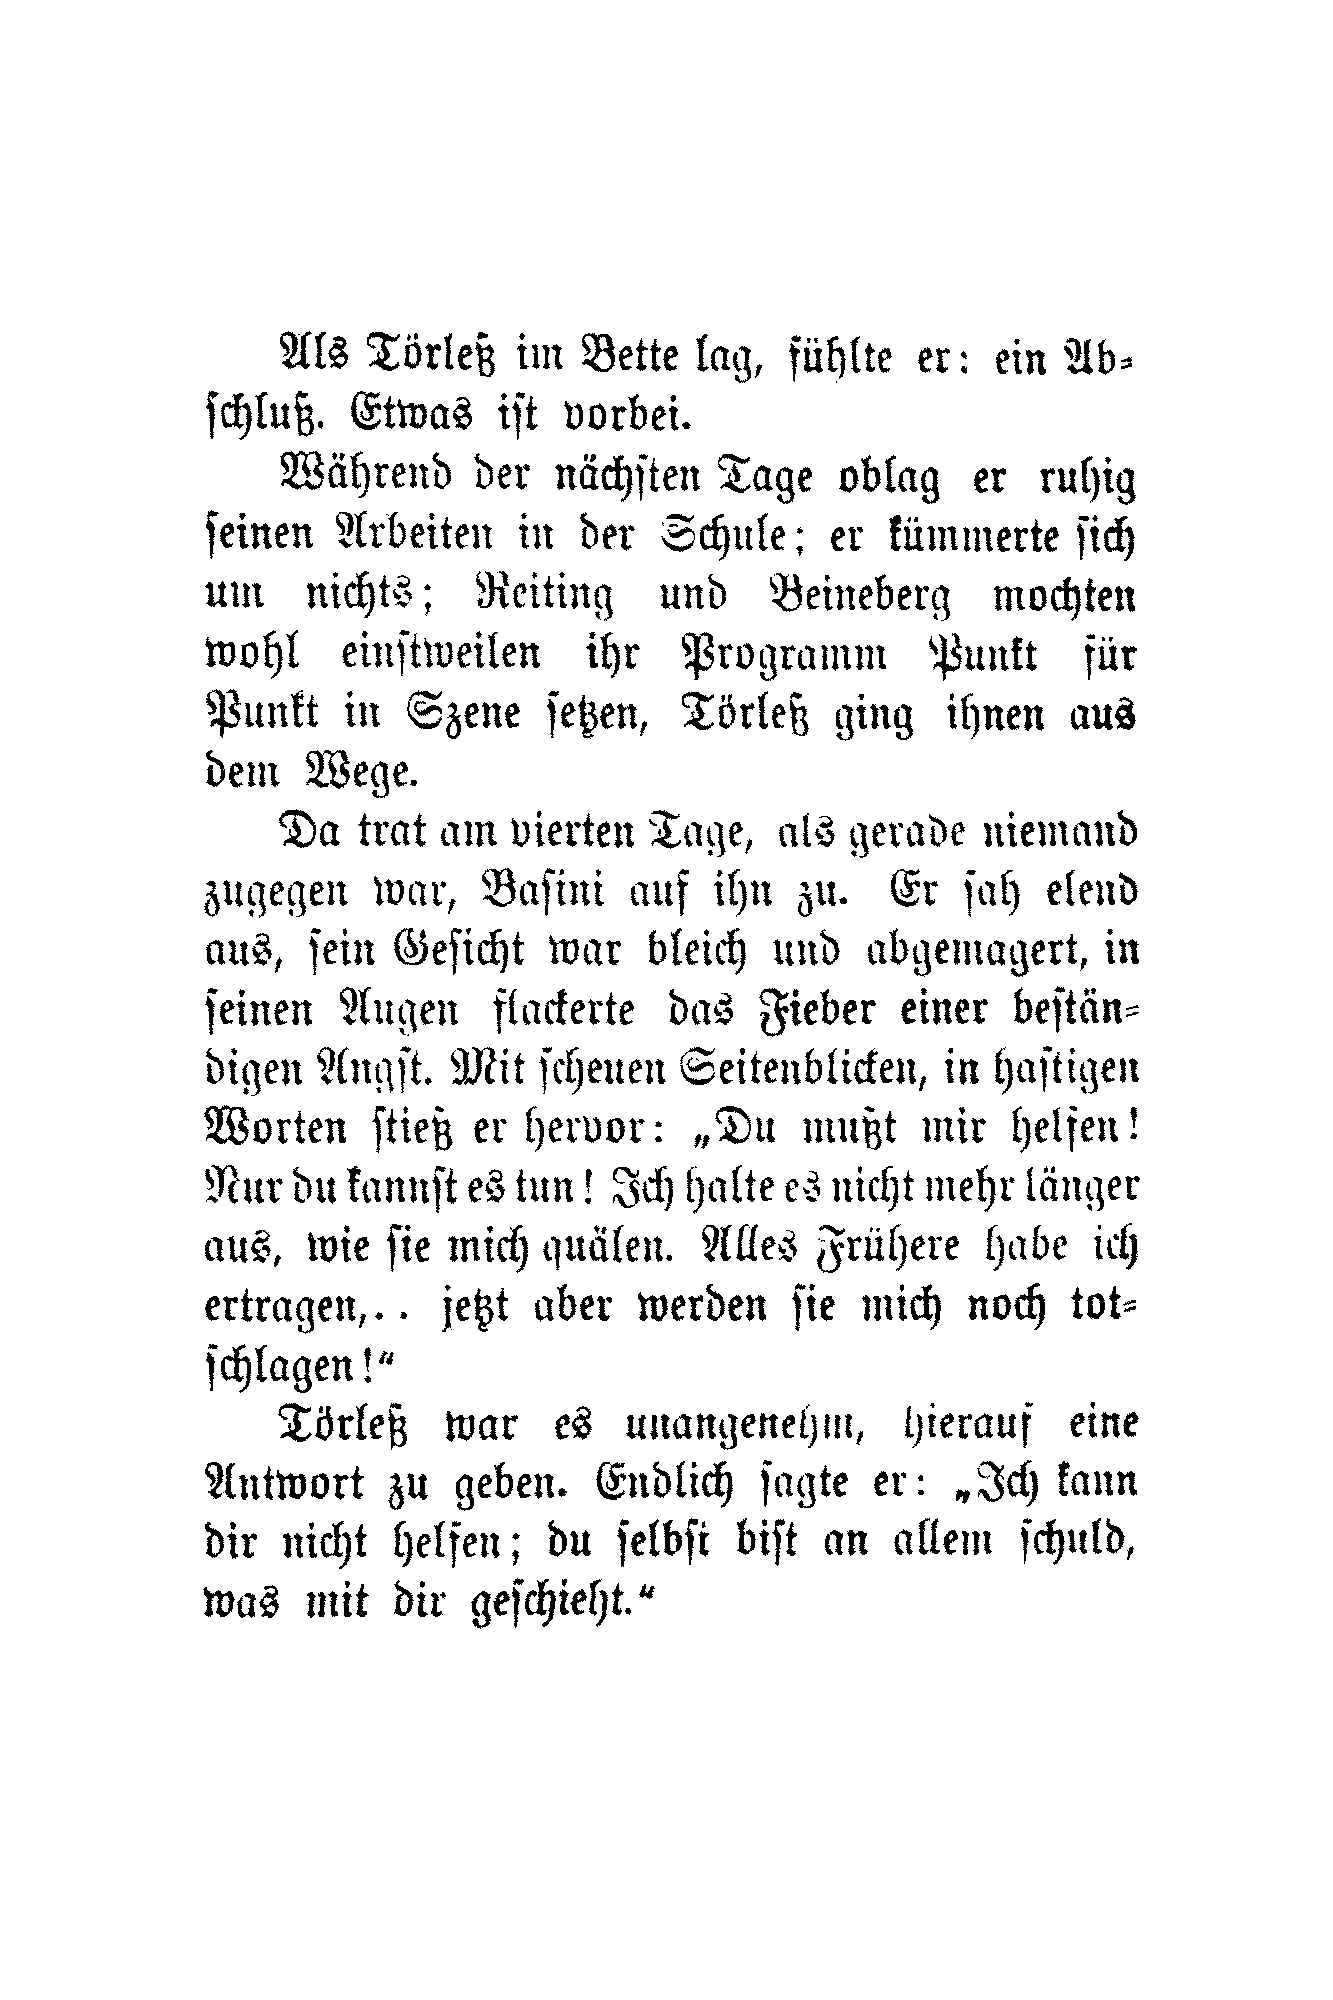 Als Törleß im Bette lag, fühlte er: ein Ab-
schluß. Etwas ist vorbei.
Während der nächsten Tage oblag er ruhig
seinen Arbeiten in der Schule; er kümmerte sich
um nichts; Reiting und Beineberg mochten
wohl einstweilen ihr Programm Punkt für
Punkt in Szene setzen, Törleß ging ihnen aus
dem Wege.
Da trat am vierten Tage, als gerade niemand
zugegen war, Basini auf ihn zu. Er sah elend
aus, sein Gesicht war bleich und abgemagert, in
seinen Augen flackerte das Fieber einer bestän-
digen Angst. Mit scheuen Seitenblicken, in hastigen
Worten stieß er hervor: „Du mußt mir helfen!
Nur du kannst es tun! Ich halte es nicht mehr länger
aus, wie sie mich quälen. Alles Frühere habe ich
ertragen,.. jetzt aber werden sie mich noch tot-
schlagen!“
Törleß war es unangenehm, hierauf eine
Antwort zu geben. Endlich sagte er: „Ich kann
dir nicht helfen; du selbst bist an allem schuld,
was mit dir geschieht.“